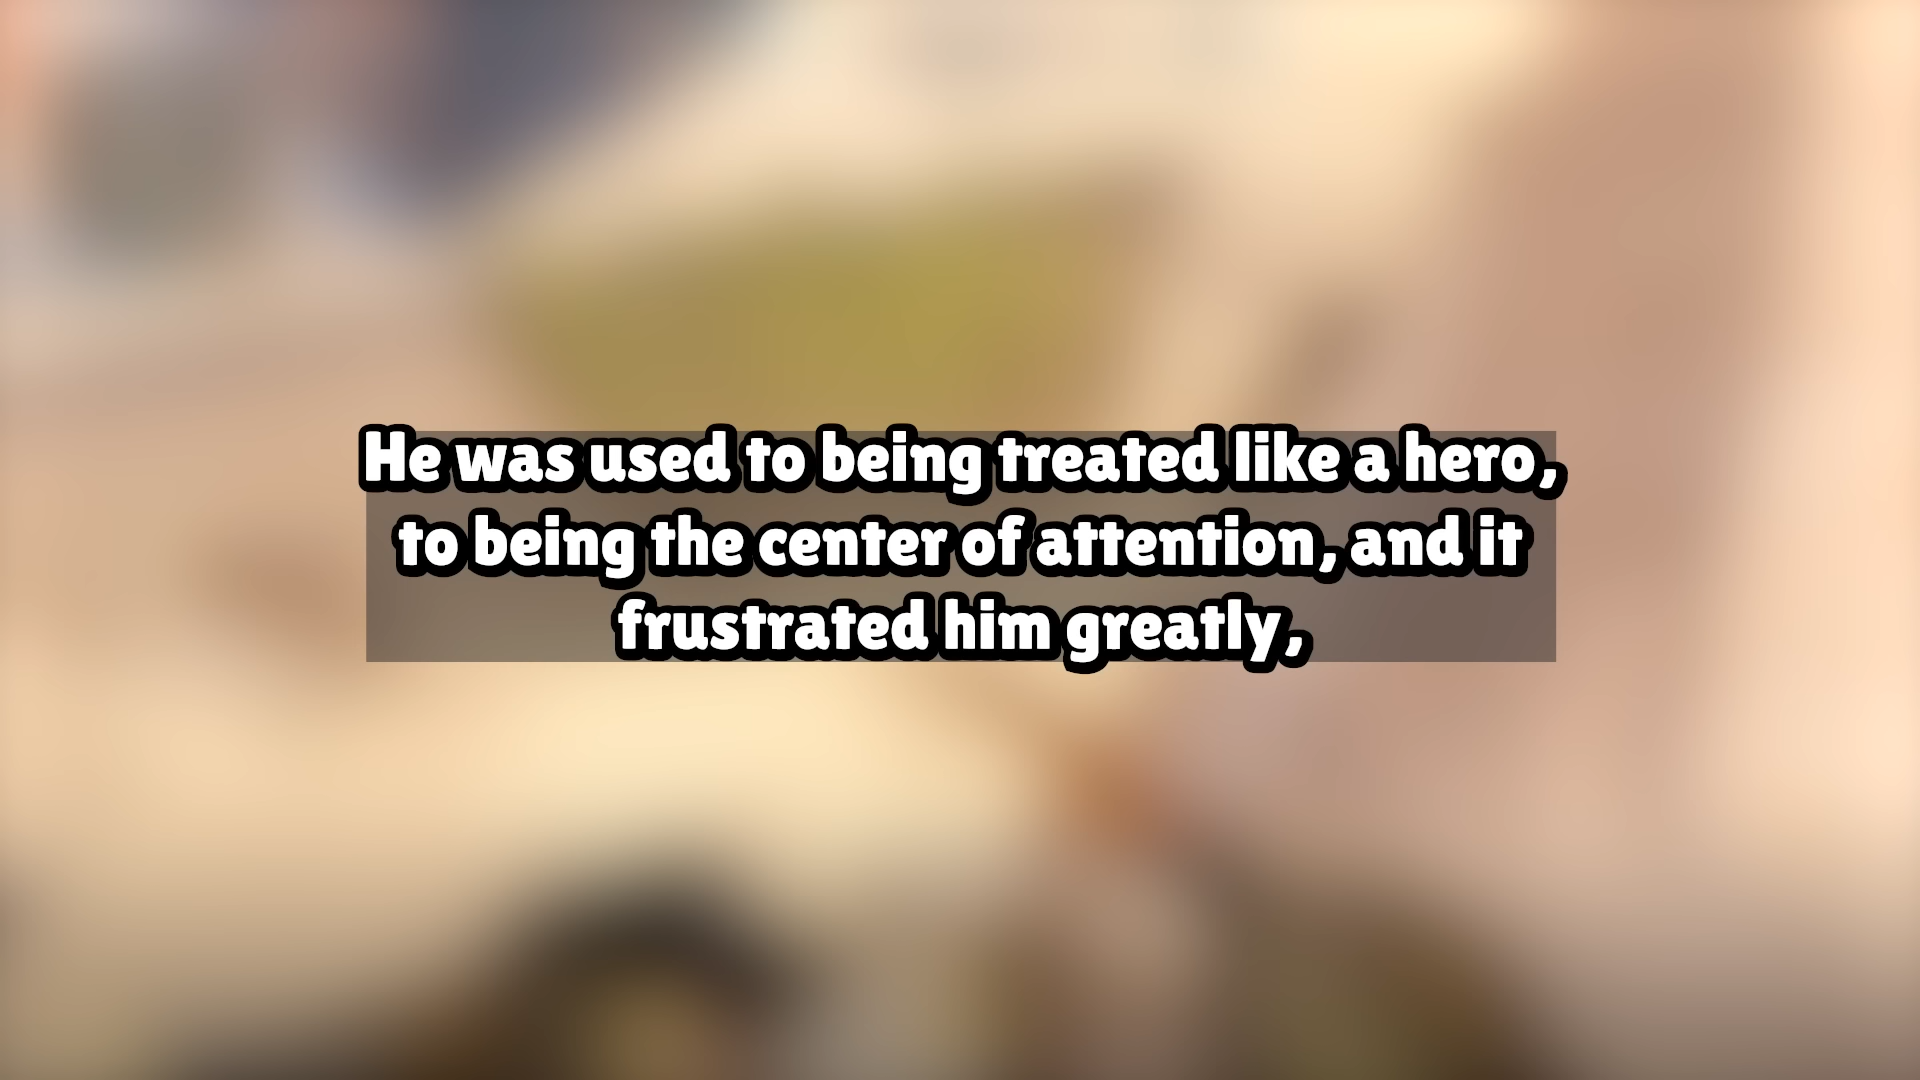 He was used to being treated like a hero,
to being the center of attention, and it
frustrated him greatly,